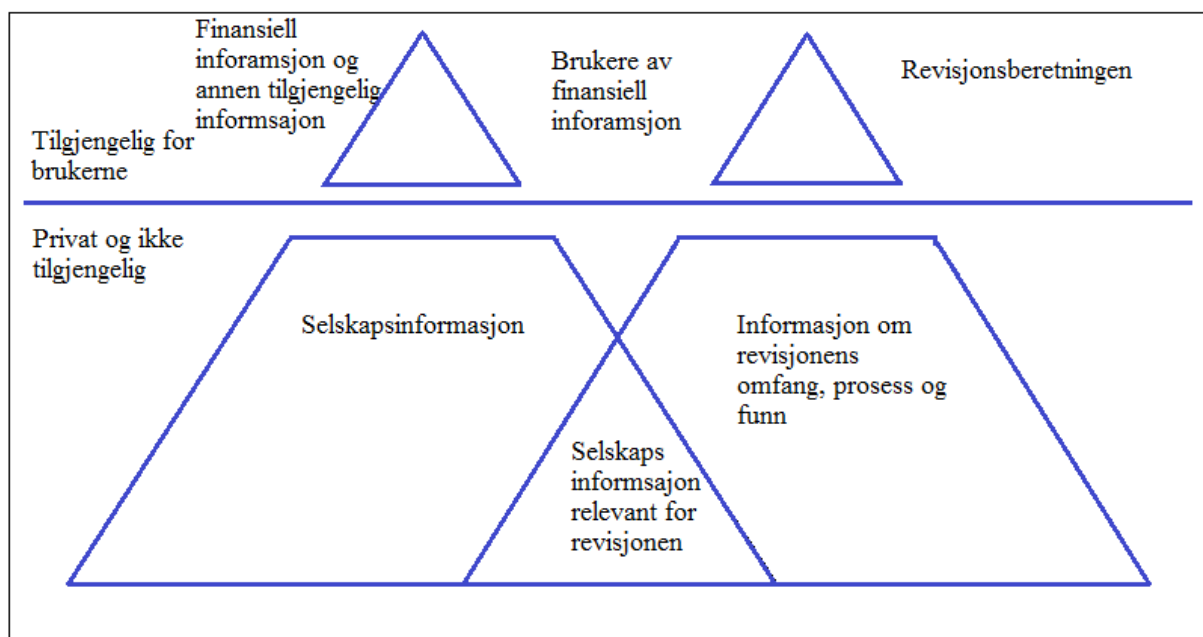 Finansiell
inforamsjon og
annen tilgjengelig
informsajon
Brukere av
finansiell
inforamsjon
Revisjonsberetningen
Tilgjengelig for
brukerne
Privat og ikke
tilgjengelig
Selskapsinformasjon
Informasjon om
revisjonens
omfang, prosess og
funn
Selskaps
informsajon
relevant for
revisjonen